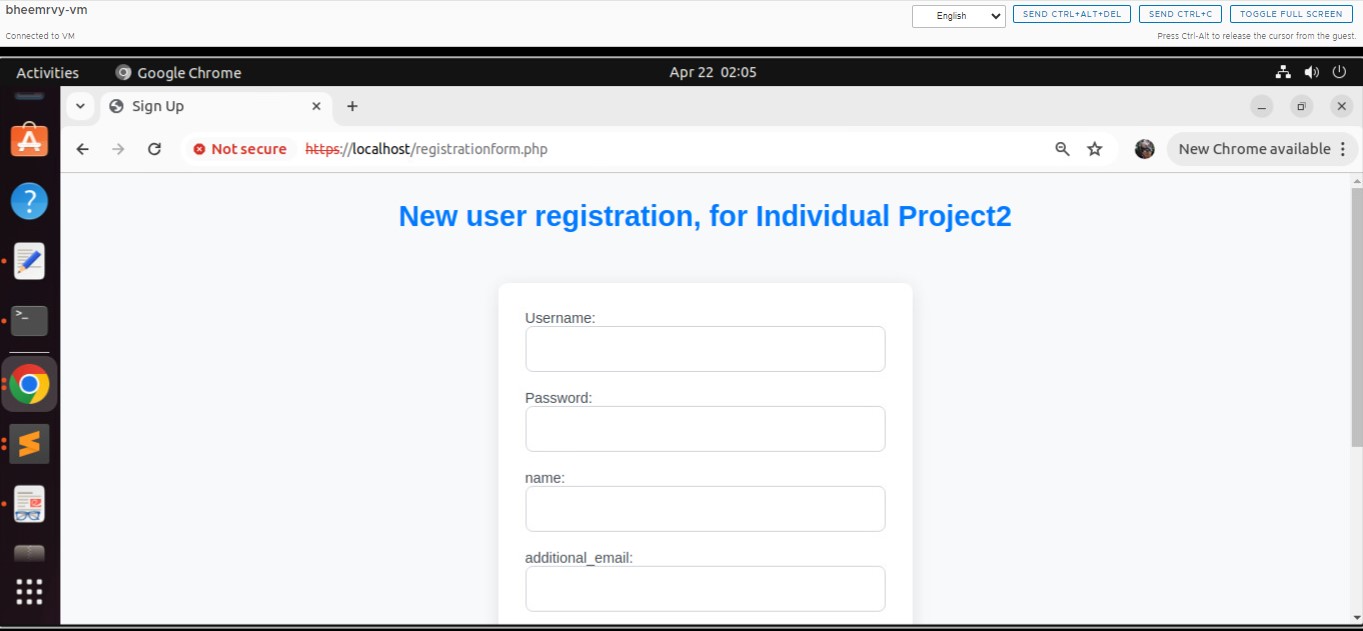 bheemrvy-vm
English
SEND CTRL+ALT+DEL
SEND CTRL+C
TOGGLE FULL SCREEN
Connected to VM
Press Ctrl-Alt to release the cursor from the guest.
Activities
Google Chrome
Apr 22 02:05
Sign Up
Not secure
https://localhost/registrationform.php
New Chrome available
New user registration, for Individual Project2
Username:
Password:
name:
additional_email: